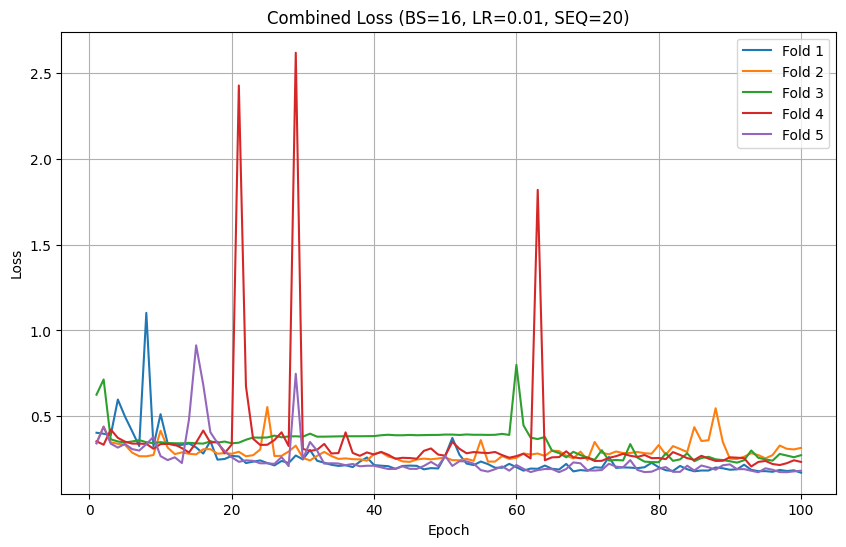 Combined Loss (BS=16, LR=0.01, SEQ=20)
Fold 1
Fold 2
Fold 3
Fold 4
Fold 5
2.5
2.0
1.5
1.0
0.5
Loss
0 20 40 60 80 100
Epoch